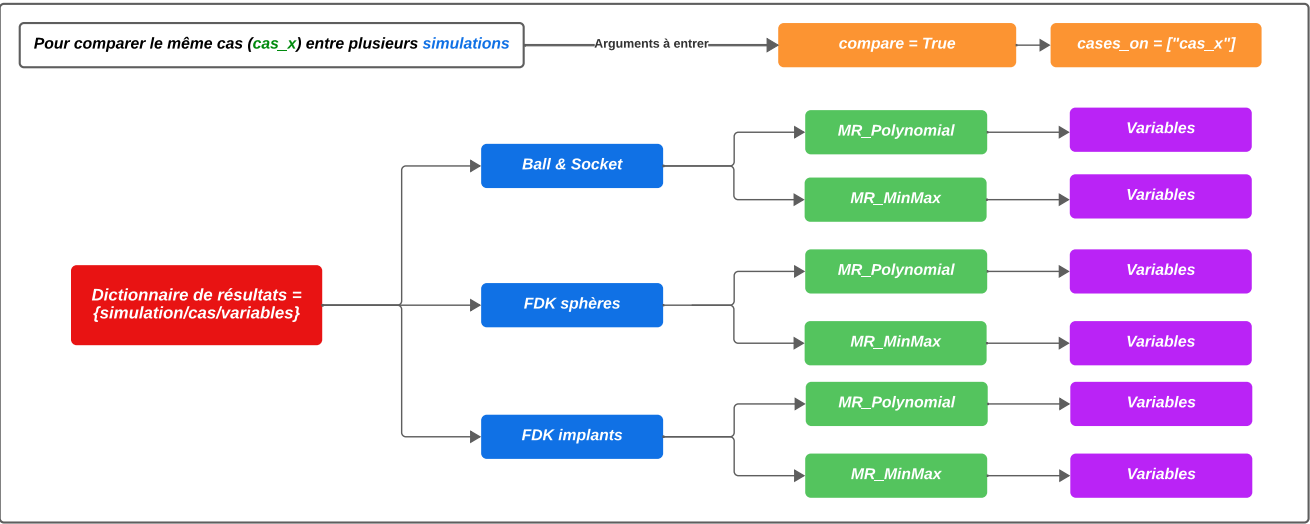 Pour comparer le même cas (cas_x) entre plusieurs simulations
Arguments à entrer
compare = True
cases_on = ["cas_x"]
Dictionnaire de résultats =
{simulation/cas/variables}
Ball & Socket
MR_Polynomial
Variables
MR_MinMax
Variables
FDK sphères
MR_Polynomial
Variables
MR_MinMax
Variables
FDK implants
MR_Polynomial
Variables
MR_MinMax
Variables